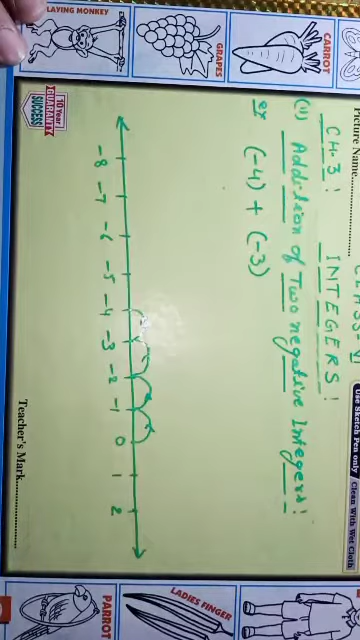 PLAYING MONKEY
GRAPES
CARROT
Picture Name
CLASS-VI
Use Sketch Pen only
Clean With Wet Cloth
CH-3! INTEGERS!
(1) Addition of Two negative Integers!
ex (-4) + (-3)
-8 -7 -6 -5 -4 -3 -2 -1 0 1 2
10 Year
GUARANTY
SUCCESS
Teacher's Mark
PARROT
LADIES FINGER